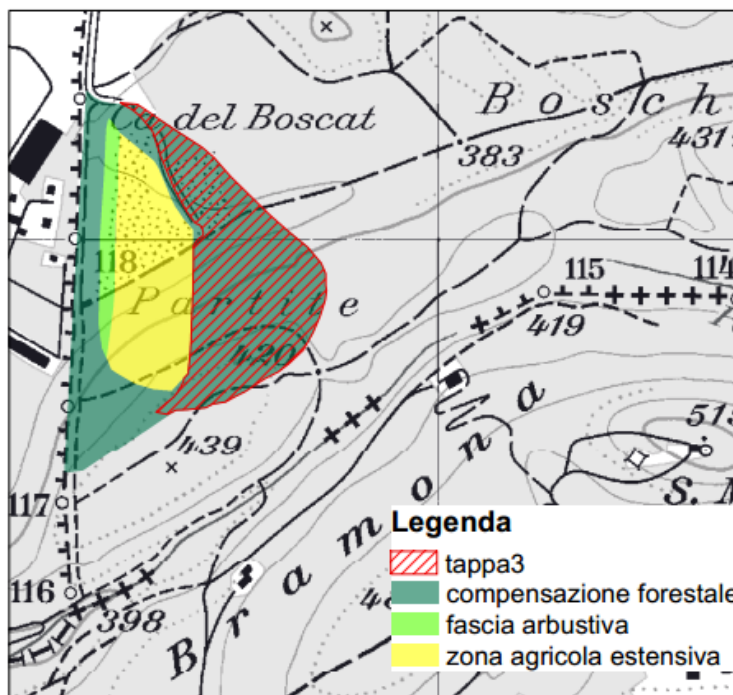 Ca del Boscat
B o s c h
383
431
118
P a r t i t e
115
114
419
420
439
515
S. M
117
B r a m o n a
116
398
Legenda
tappa3
compensazione forestale
fascia arbustiva
zona agricola estensiva